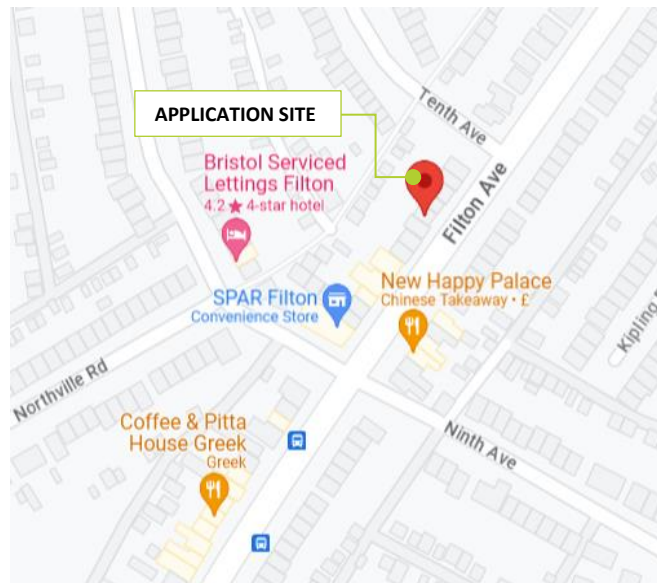 Tenth Ave
APPLICATION SITE
Bristol Serviced
Lettings Filton
4.2 ★ 4-star hotel
Filton Ave
New Happy Palace
Chinese Takeaway • £
SPAR Filton
Convenience Store
Kipling
Northville Rd
Coffee & Pitta
House Greek
Greek
Ninth Ave